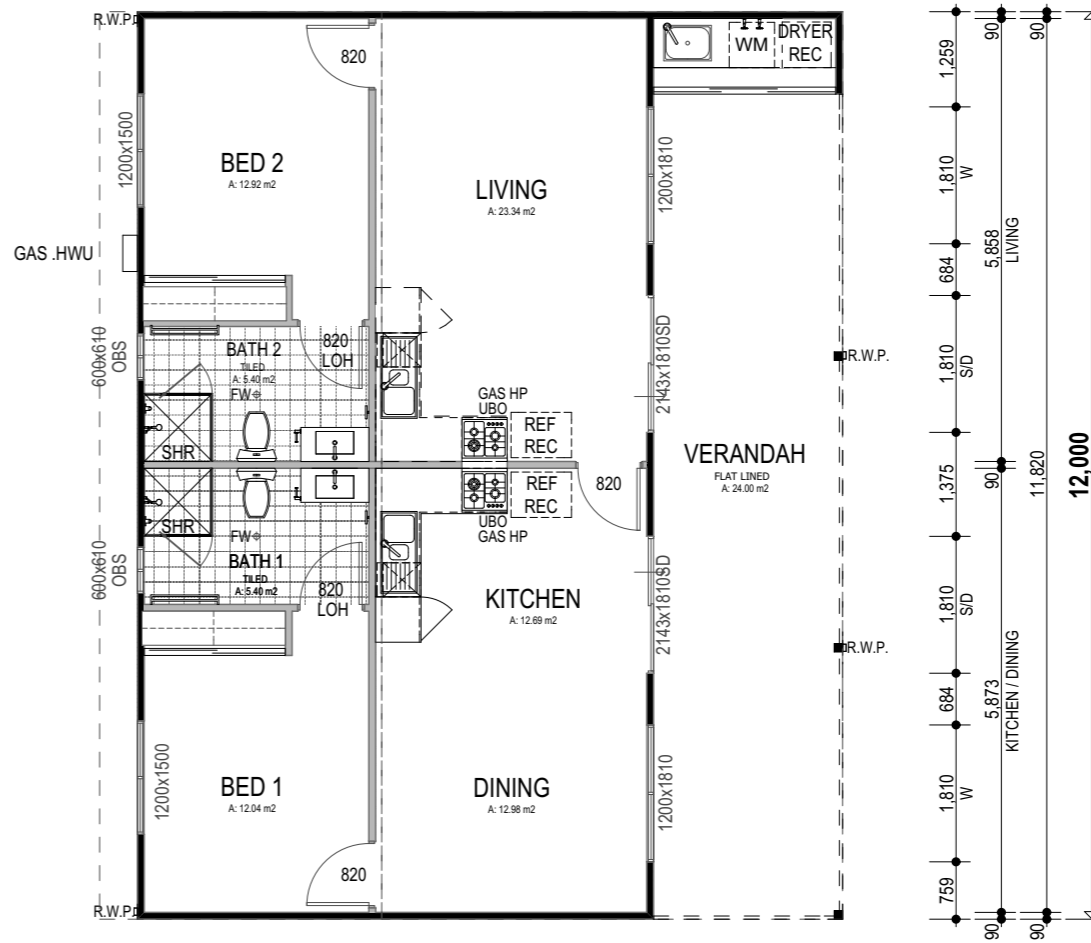 R.W.P.
820
WM
DRYER
REC
1200x1500
BED 2
A: 12.92 m2
LIVING
A: 23.34 m2
1200x1810
GAS .HWU
600x610
OBS
BATH 2
TILED
A: 5.40 m2
FW
820
LOH
SHR
GAS HP
UBO
REF
REC
2143x1810SD
R.W.P.
VERANDAH
FLAT LINED
A: 24.00 m2
REF
REC
820
UBO
GAS HP
SHR
FW
600x610
OBS
BATH 1
TILED
A: 5.40 m2
820
LOH
KITCHEN
A: 12.69 m2
2143x1810SD
R.W.P.
1200x1500
BED 1
A: 12.04 m2
DINING
A: 12.98 m2
1200x1810
820
R.W.P.
1,259
1,810
W
684
1,810
S/D
1,375
1,810
S/D
684
1,810
W
759
90
5,858
LIVING
90
5,873
KITCHEN / DINING
90
90
11,820
90
12,000